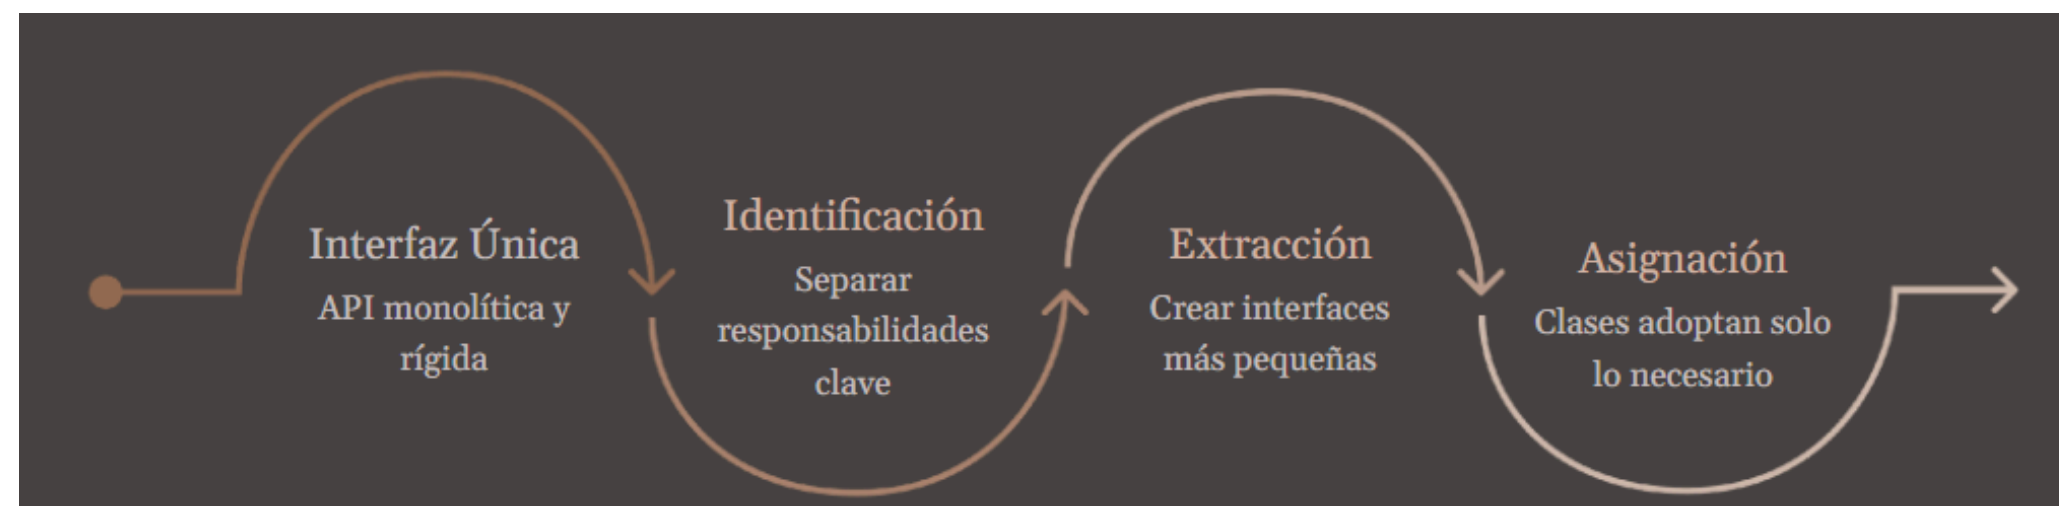 Interfaz Única
API monolítica y
rígida
Identificación
Separar
responsabilidades
clave
Extracción
Crear interfaces
más pequeñas
Asignación
Clases adoptan solo
lo necesario